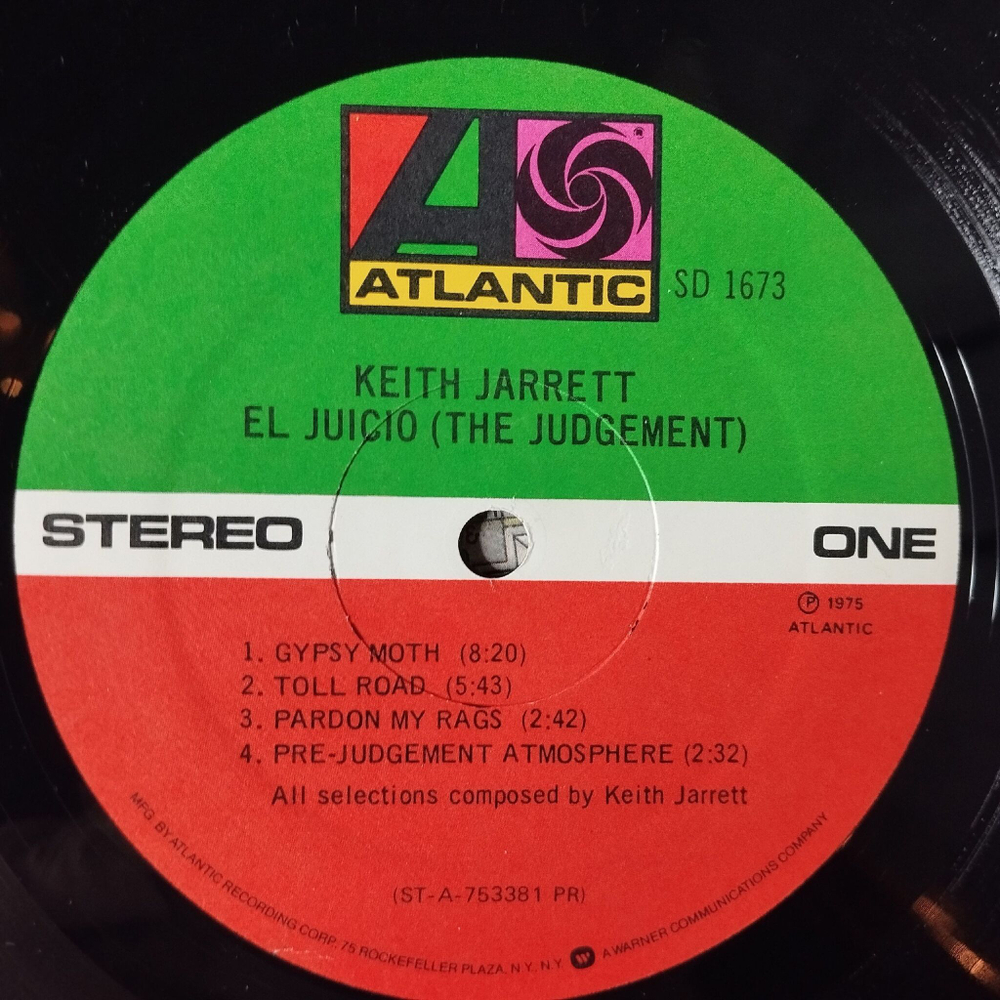 A
ATLANTIC
®
SD 1673
KEITH JARRETT
EL JUICIO (THE JUDGEMENT)
STEREO
ONE
℗ 1975
ATLANTIC
1. GYPSY MOTH (8:20)
2. TOLL ROAD (5:43)
3. PARDON MY RAGS (2:42)
4. PRE-JUDGEMENT ATMOSPHERE (2:32)
All selections composed by Keith Jarrett
(ST-A-753381 PR)
MFG. BY ATLANTIC RECORDING CORP. 75 ROCKEFELLER PLAZA, N.Y. N.Y. A WARNER COMMUNICATIONS COMPANY